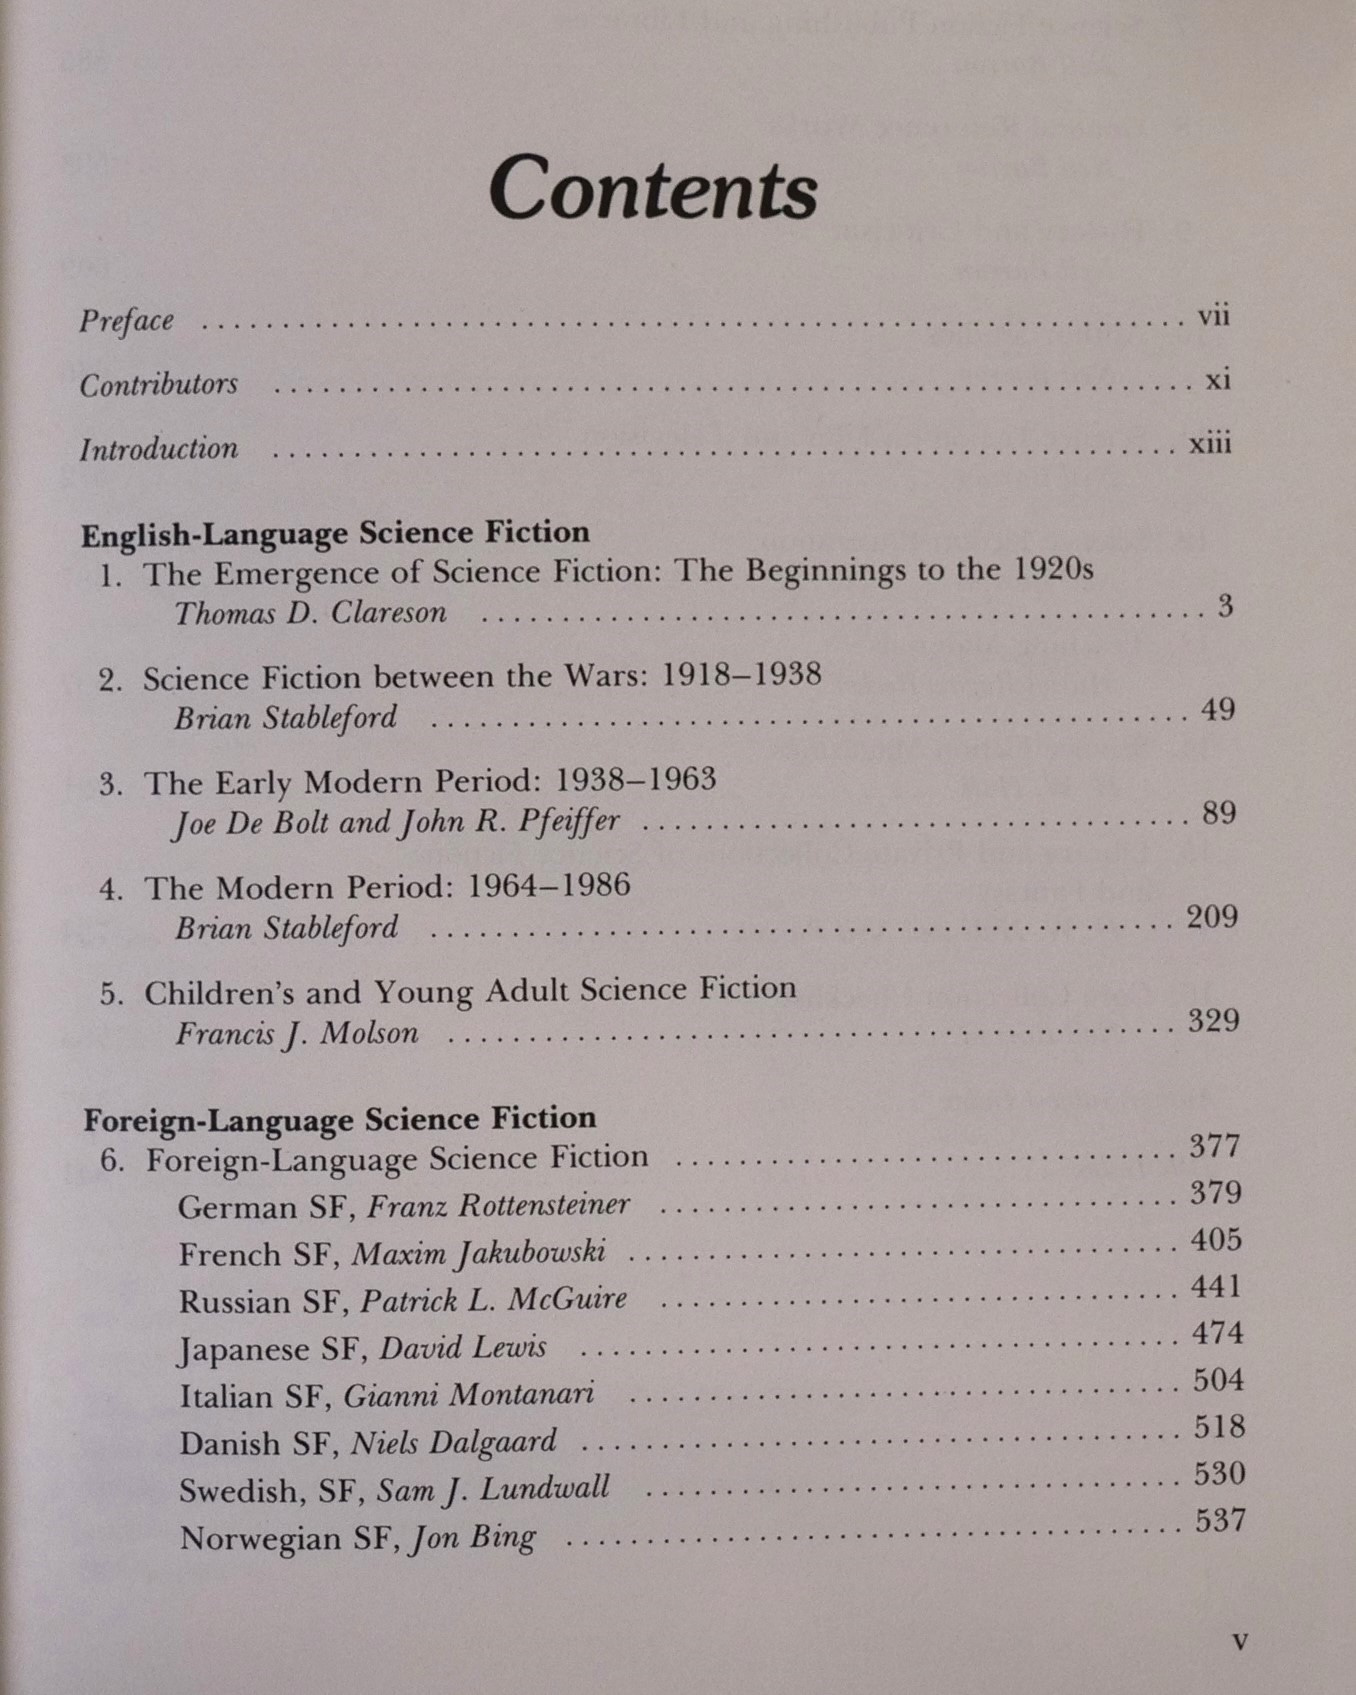 Contents
Preface ........ vii
Contributors ........ xi
Introduction ........ xiii
English-Language Science Fiction
1. The Emergence of Science Fiction: The Beginnings to the 1920s
Thomas D. Clareson ........ 3
2. Science Fiction between the Wars: 1918–1938
Brian Stableford ........ 49
3. The Early Modern Period: 1938–1963
Joe De Bolt and John R. Pfeiffer ........ 89
4. The Modern Period: 1964–1986
Brian Stableford ........ 209
5. Children's and Young Adult Science Fiction
Francis J. Molson ........ 329
Foreign-Language Science Fiction
6. Foreign-Language Science Fiction ........ 377
German SF, Franz Rottensteiner ........ 379
French SF, Maxim Jakubowski ........ 405
Russian SF, Patrick L. McGuire ........ 441
Japanese SF, David Lewis ........ 474
Italian SF, Gianni Montanari ........ 504
Danish SF, Niels Dalgaard ........ 518
Swedish, SF, Sam J. Lundwall ........ 530
Norwegian SF, Jon Bing ........ 537
v